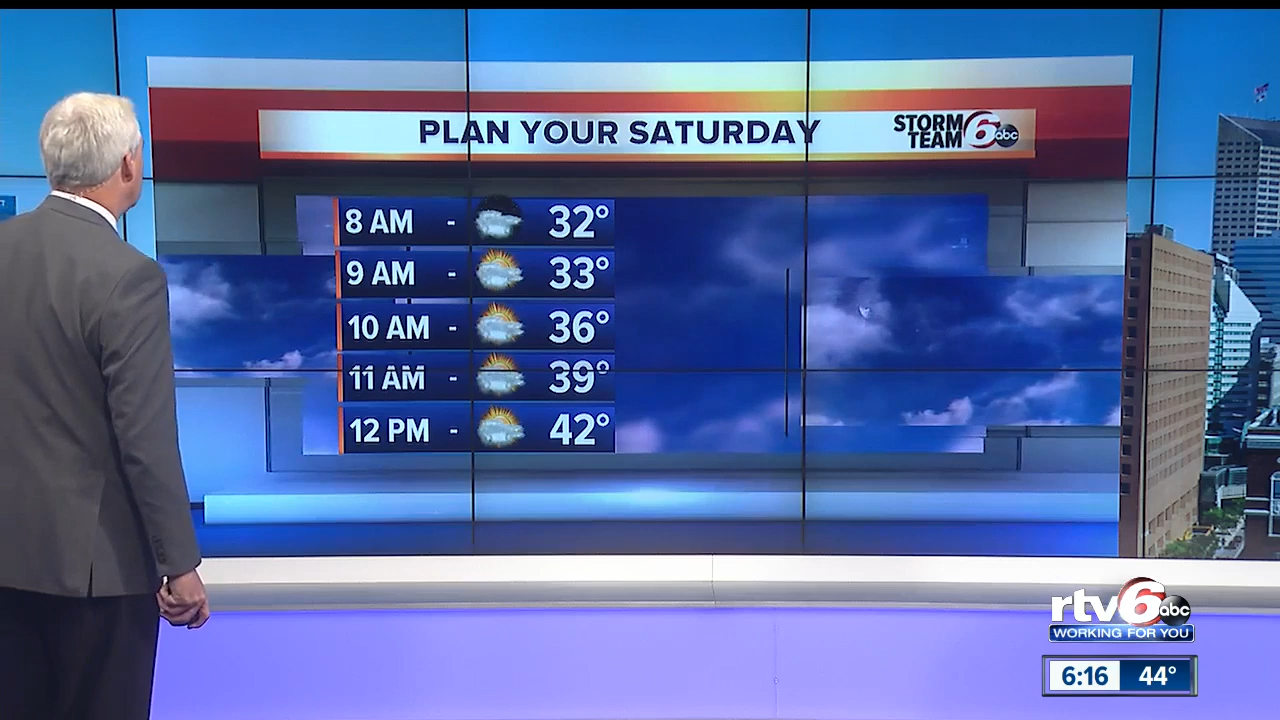 PLAN YOUR SATURDAY
STORM TEAM 6 abc
8 AM - 32°
9 AM - 33°
10 AM - 36°
11 AM - 39°
12 PM - 42°
rtv6 abc
WORKING FOR YOU
6:16 44°